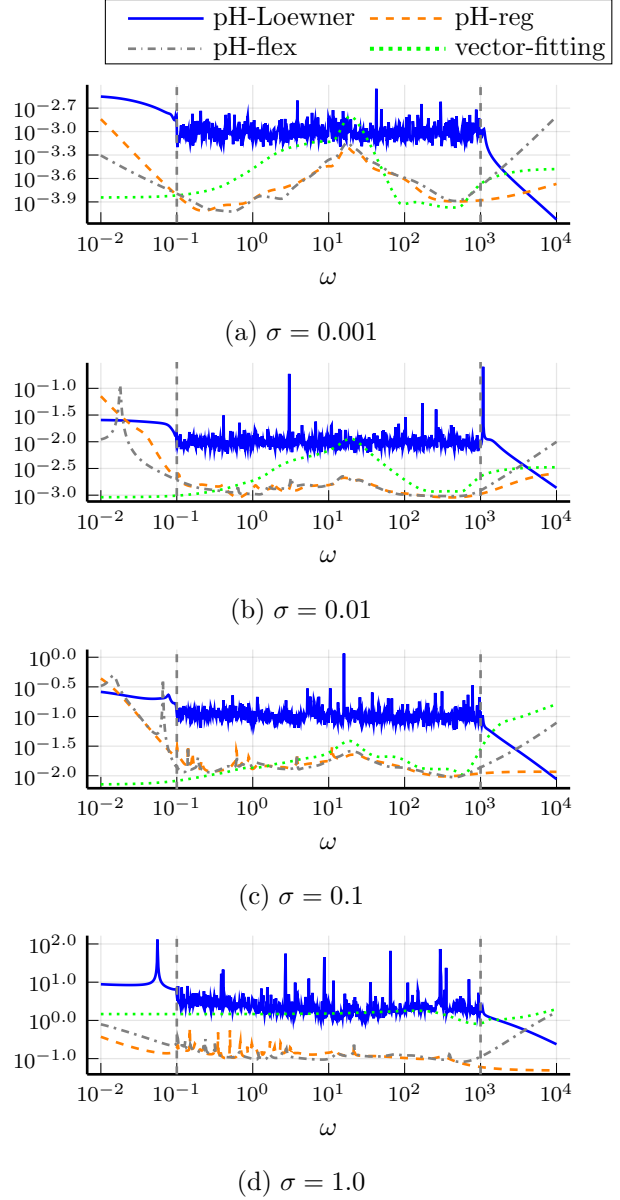 pH-Loewner pH-reg
pH-flex vector-fitting
10^−2.7
10^−3.0
10^−3.3
10^−3.6
10^−3.9
10^−2 10^−1 10^0 10^1 10^2 10^3 10^4
ω
(a) σ = 0.001
10^−1.0
10^−1.5
10^−2.0
10^−2.5
10^−3.0
10^−2 10^−1 10^0 10^1 10^2 10^3 10^4
ω
(b) σ = 0.01
10^0.0
10^−0.5
10^−1.0
10^−1.5
10^−2.0
10^−2 10^−1 10^0 10^1 10^2 10^3 10^4
ω
(c) σ = 0.1
10^2.0
10^1.0
10^0.0
10^−1.0
10^−2 10^−1 10^0 10^1 10^2 10^3 10^4
ω
(d) σ = 1.0